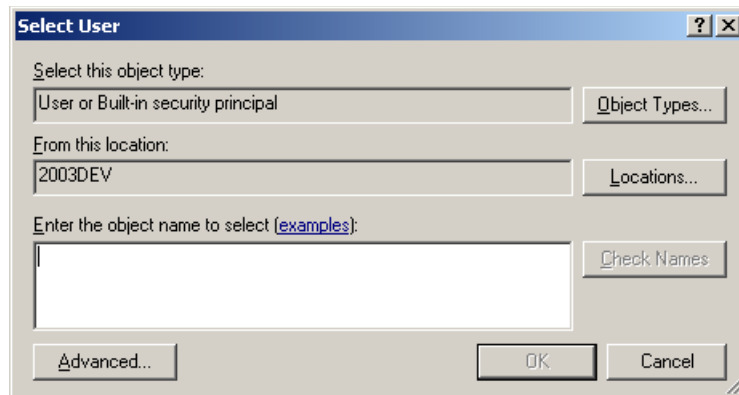 Select User
Select this object type:
User or Built-in security principal
Object Types...
From this location:
2003DEV
Locations...
Enter the object name to select (examples):
Check Names
Advanced...
OK
Cancel